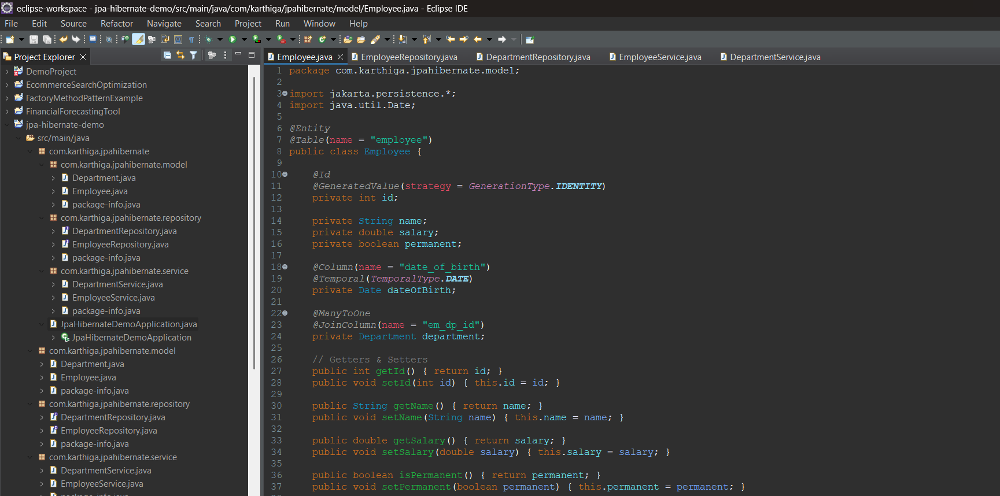 eclipse-workspace - jpa-hibernate-demo/src/main/java/com/karthiga/jpahibernate/model/Employee.java - Eclipse IDE
File Edit Source Refactor Navigate Search Project Run Window Help
Project Explorer
DemoProject
EcommerceSearchOptimization
FactoryMethodPatternExample
FinancialForecastingTool
jpa-hibernate-demo
src/main/java
com.karthiga.jpahibernate
com.karthiga.jpahibernate.model
Department.java
Employee.java
package-info.java
com.karthiga.jpahibernate.repository
DepartmentRepository.java
EmployeeRepository.java
package-info.java
com.karthiga.jpahibernate.service
DepartmentService.java
EmployeeService.java
package-info.java
JpaHibernateDemoApplication.java
JpaHibernateDemoApplication
com.karthiga.jpahibernate.model
Department.java
Employee.java
package-info.java
com.karthiga.jpahibernate.repository
DepartmentRepository.java
EmployeeRepository.java
package-info.java
com.karthiga.jpahibernate.service
DepartmentService.java
EmployeeService.java
Employee.java EmployeeRepository.java DepartmentRepository.java EmployeeService.java DepartmentService.java
1 package com.karthiga.jpahibernate.model;
2
3 import jakarta.persistence.*;
4 import java.util.Date;
5
6 @Entity
7 @Table(name = "employee")
8 public class Employee {
9
10 @Id
11 @GeneratedValue(strategy = GenerationType.IDENTITY)
12 private int id;
13
14 private String name;
15 private double salary;
16 private boolean permanent;
17
18 @Column(name = "date_of_birth")
19 @Temporal(TemporalType.DATE)
20 private Date dateOfBirth;
21
22 @ManyToOne
23 @JoinColumn(name = "em_dp_id")
24 private Department department;
25
26 // Getters & Setters
27 public int getId() { return id; }
28 public void setId(int id) { this.id = id; }
29
30 public String getName() { return name; }
31 public void setName(String name) { this.name = name; }
32
33 public double getSalary() { return salary; }
34 public void setSalary(double salary) { this.salary = salary; }
35
36 public boolean isPermanent() { return permanent; }
37 public void setPermanent(boolean permanent) { this.permanent = permanent; }